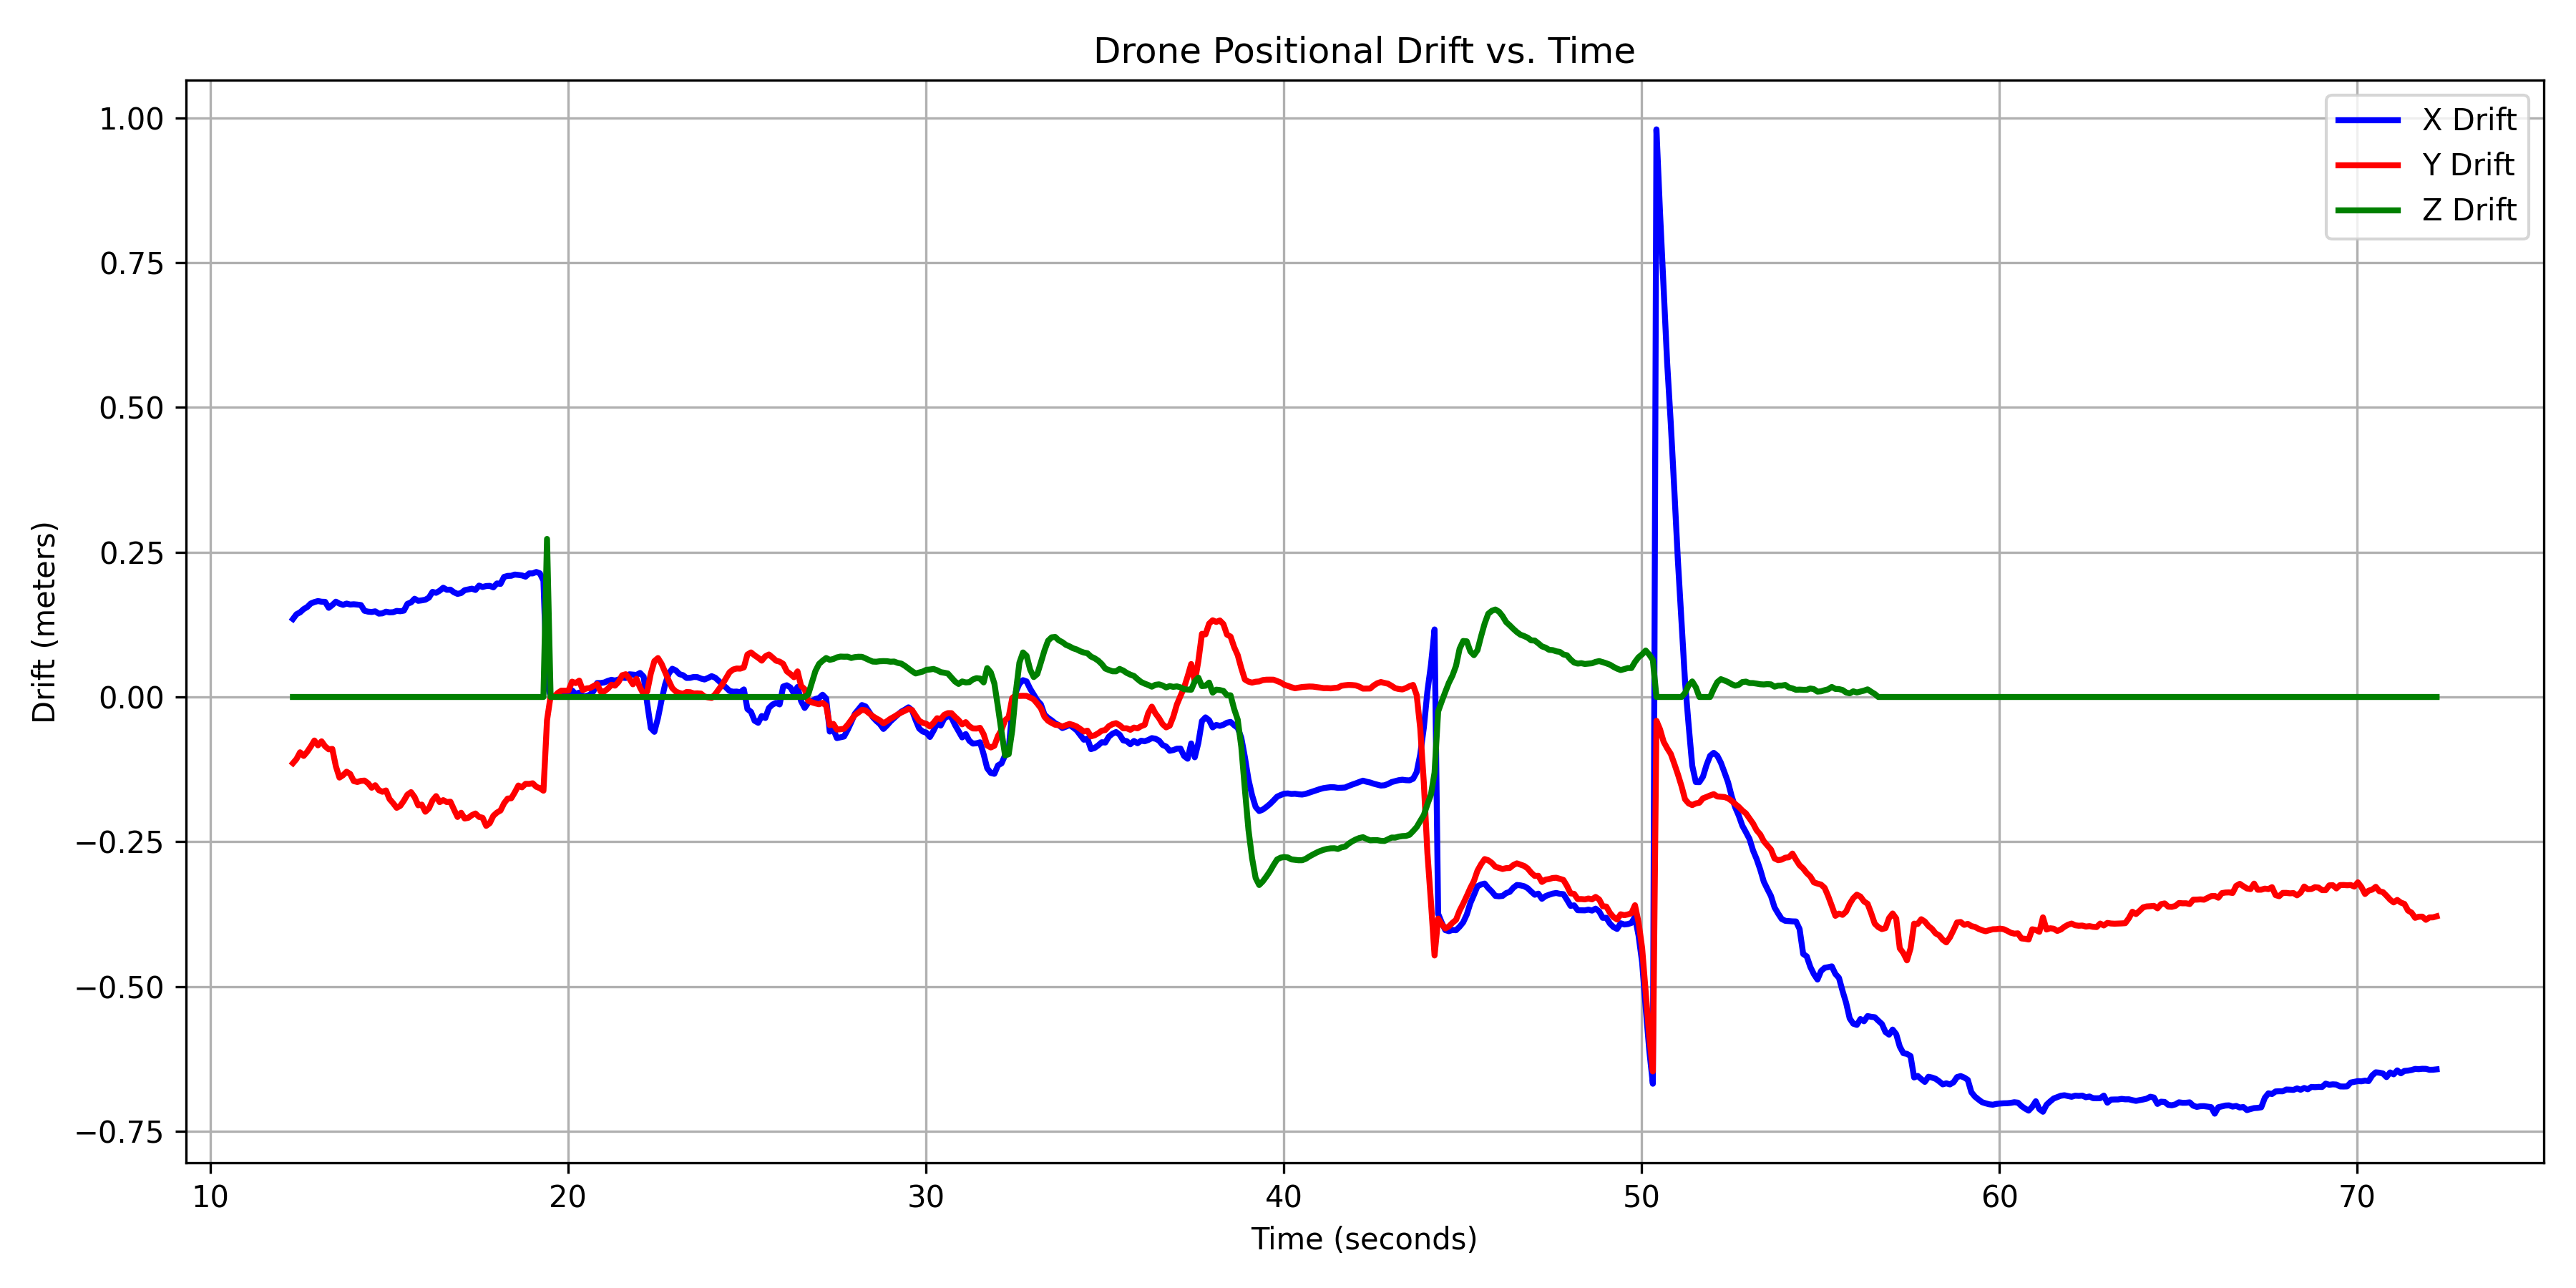 Drone Positional Drift vs. Time
1.00
0.75
0.50
0.25
0.00
−0.25
−0.50
−0.75
Drift (meters)
X Drift
Y Drift
Z Drift
10 20 30 40 50 60 70
Time (seconds)